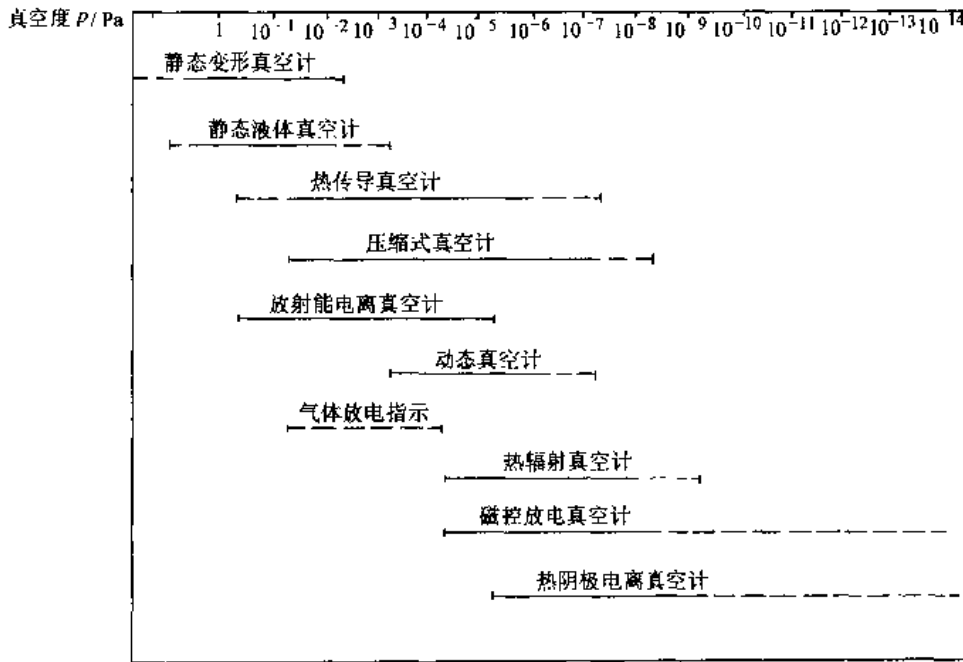 真空度 P / Pa 1 10⁻¹ 10⁻² 10⁻³ 10⁻⁴ 10⁻⁵ 10⁻⁶ 10⁻⁷ 10⁻⁸ 10⁻⁹ 10⁻¹⁰ 10⁻¹¹ 10⁻¹² 10⁻¹³ 10⁻¹⁴
静态变形真空计
静态液体真空计
热传导真空计
压缩式真空计
放射能电离真空计
动态真空计
气体放电指示
热辐射真空计
磁控放电真空计
热阴极电离真空计